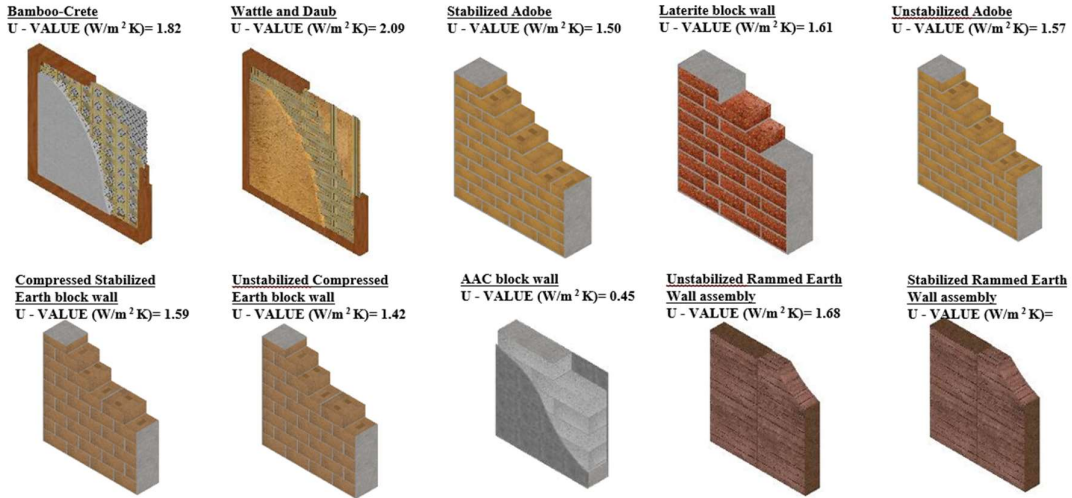 Bamboo-Crete
U - VALUE (W/m ² K)= 1.82
Wattle and Daub
U - VALUE (W/m ² K)= 2.09
Stabilized Adobe
U - VALUE (W/m ² K)= 1.50
Laterite block wall
U - VALUE (W/m ² K)= 1.61
Unstabilized Adobe
U - VALUE (W/m ² K)= 1.57
Compressed Stabilized
Earth block wall
U - VALUE (W/m ² K)= 1.59
Unstabilized Compressed
Earth block wall
U - VALUE (W/m ² K)= 1.42
AAC block wall
U - VALUE (W/m ² K) = 0.45
Unstabilized Rammed Earth
Wall assembly
U - VALUE (W/m ² K)= 1.68
Stabilized Rammed Earth
Wall assembly
U - VALUE (W/m ² K)=